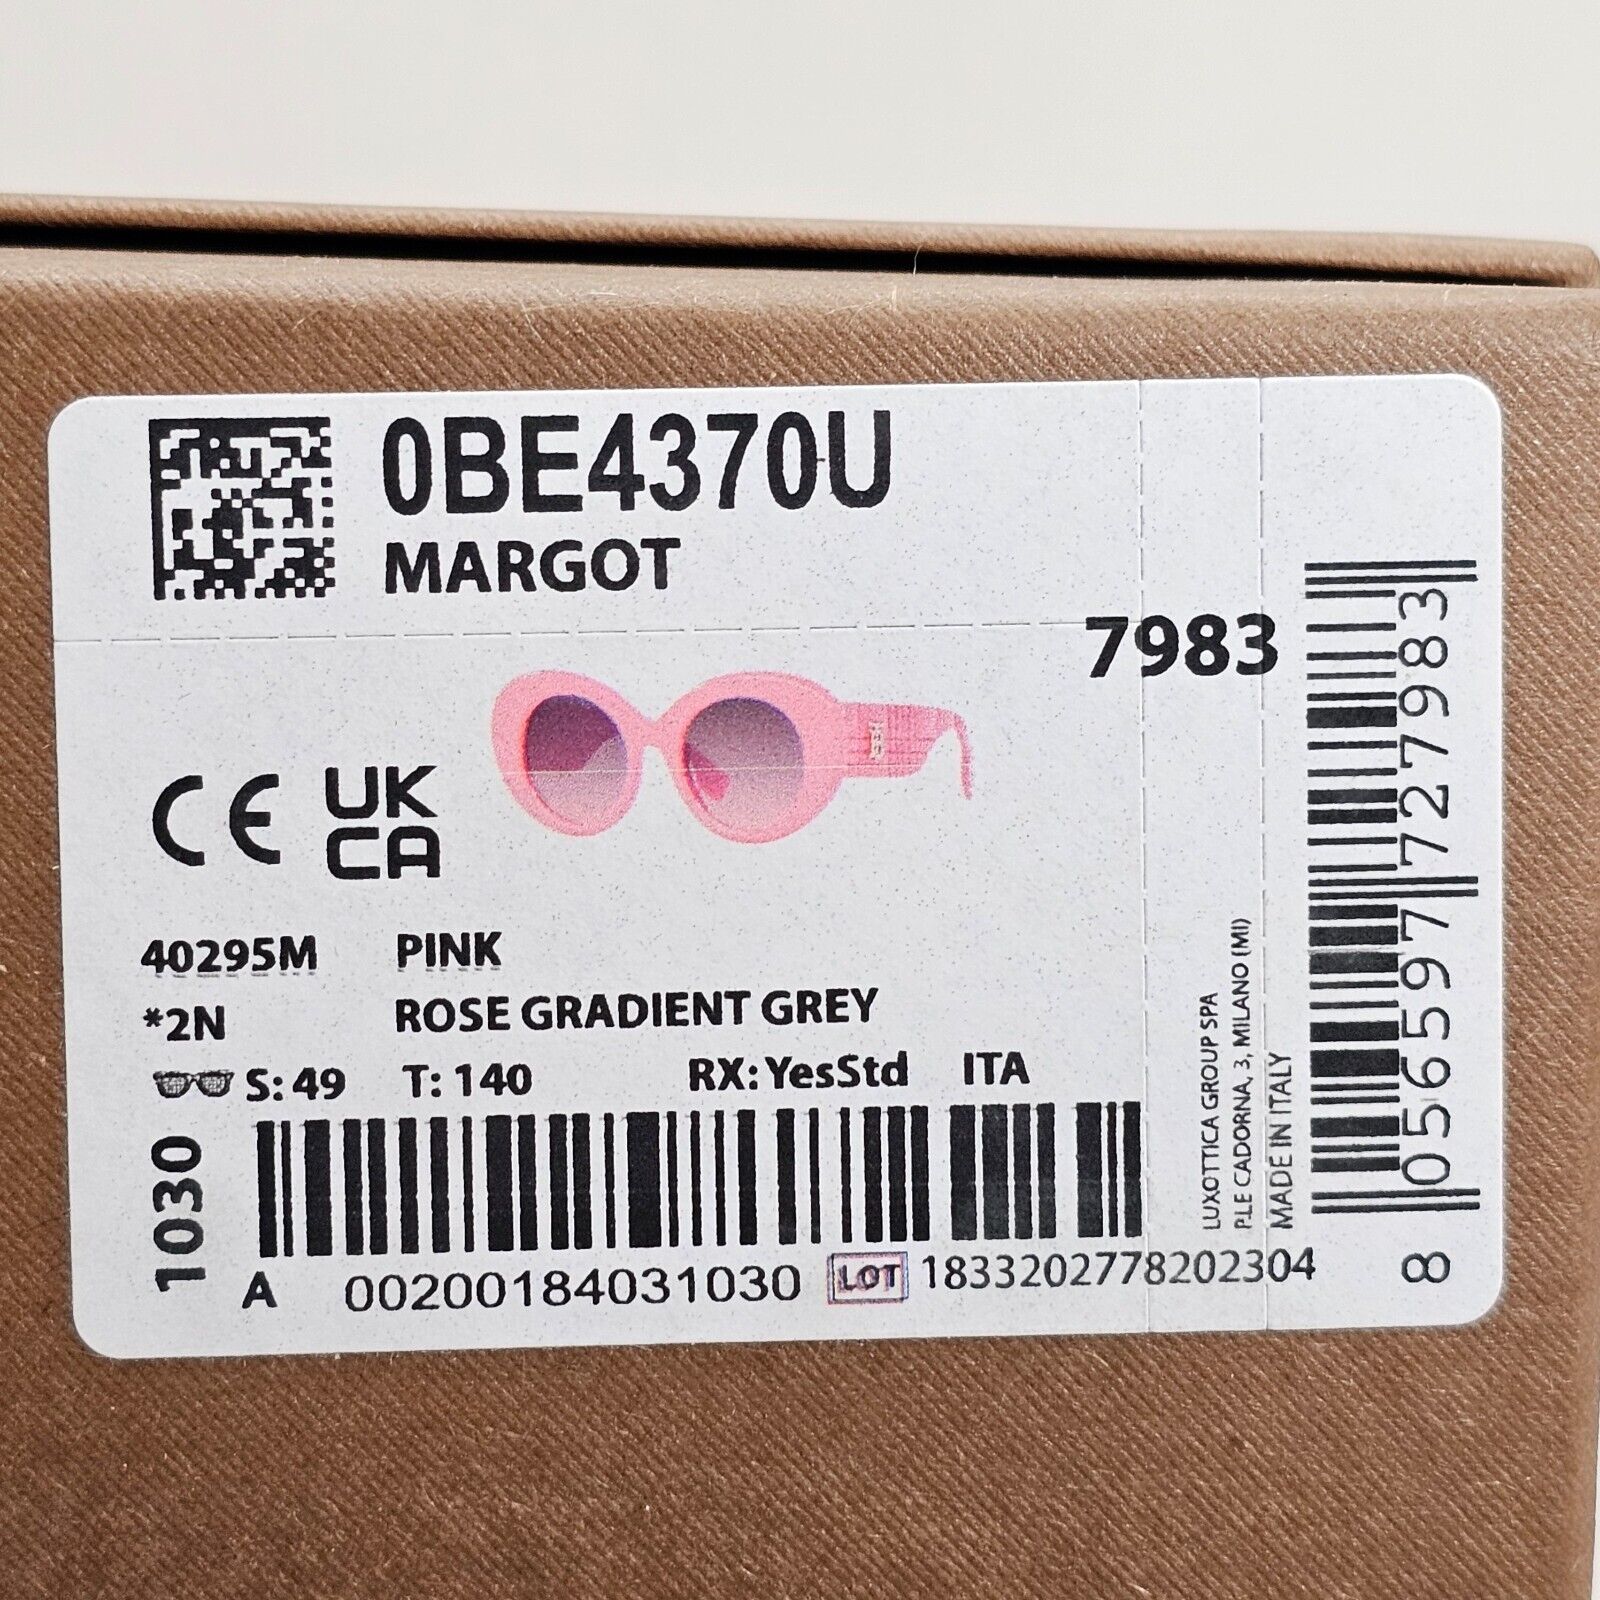 0BE4370U
MARGOT
7983
CE
UK
CA
40295M PINK
*2N ROSE GRADIENT GREY
S: 49 T: 140 RX: YesStd ITA
1030
A 00200184031030 LOT 1833202778202304
LUXOTTICA GROUP SPA
P.LE CADORNA, 3, MILANO (MI)
MADE IN ITALY
8 056597 727983